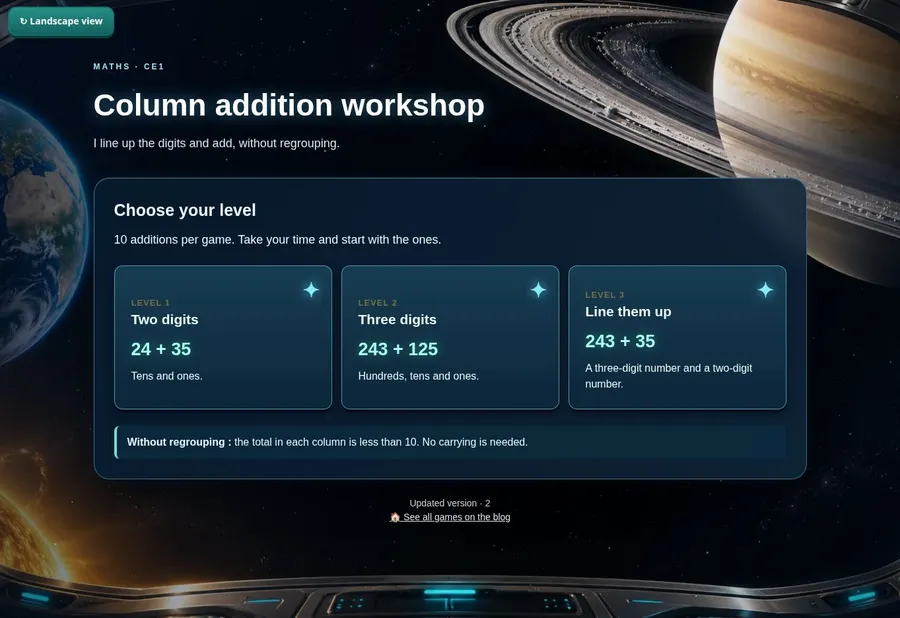 ↻ Landscape view
MATHS · CE1
Column addition workshop
I line up the digits and add, without regrouping.
Choose your level
10 additions per game. Take your time and start with the ones.
LEVEL 1
Two digits
24 + 35
Tens and ones.
LEVEL 2
Three digits
243 + 125
Hundreds, tens and ones.
LEVEL 3
Line them up
243 + 35
A three-digit number and a two-digit
number.
Without regrouping : the total in each column is less than 10. No carrying is needed.
Updated version · 2
🏠 See all games on the blog